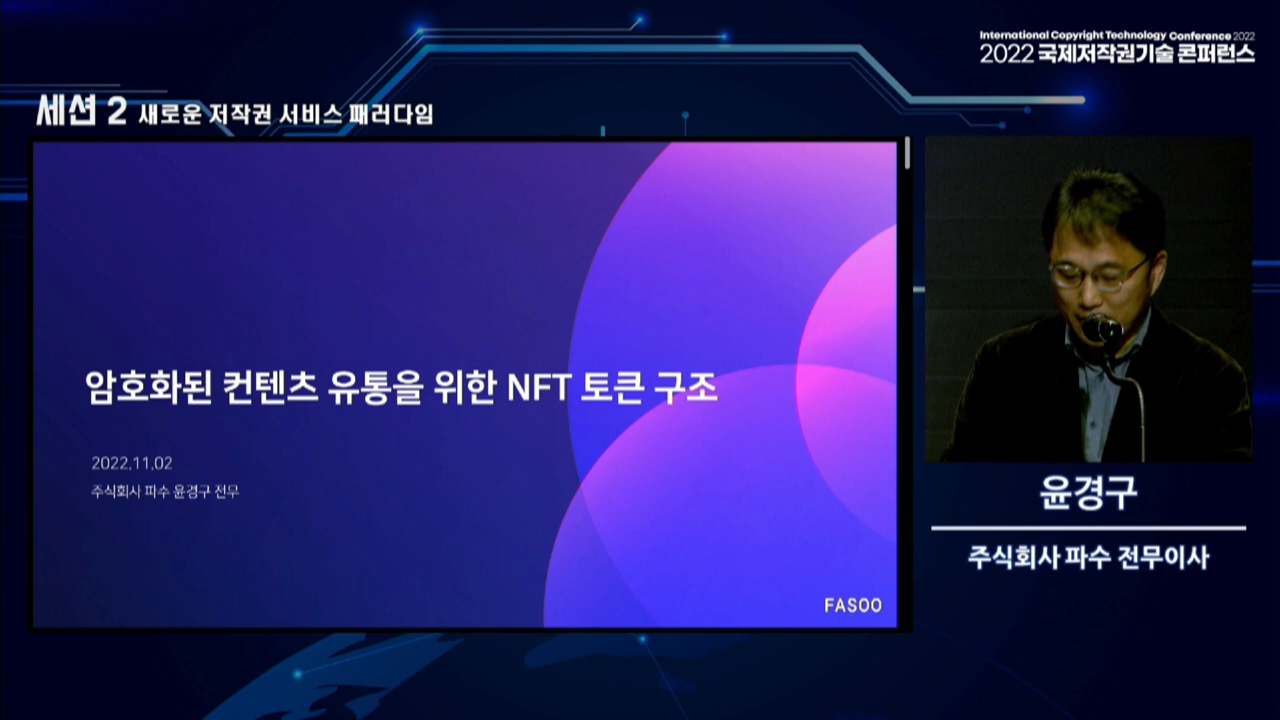 International Copyright Technology Conference 2022
2022 국제저작권기술 콘퍼런스
세션 2 새로운 저작권 서비스 패러다임
암호화된 컨텐츠 유통을 위한 NFT 토큰 구조
2022.11.02
주식회사 파수 윤경구 전무
FASOO
윤경구
주식회사 파수 전무이사